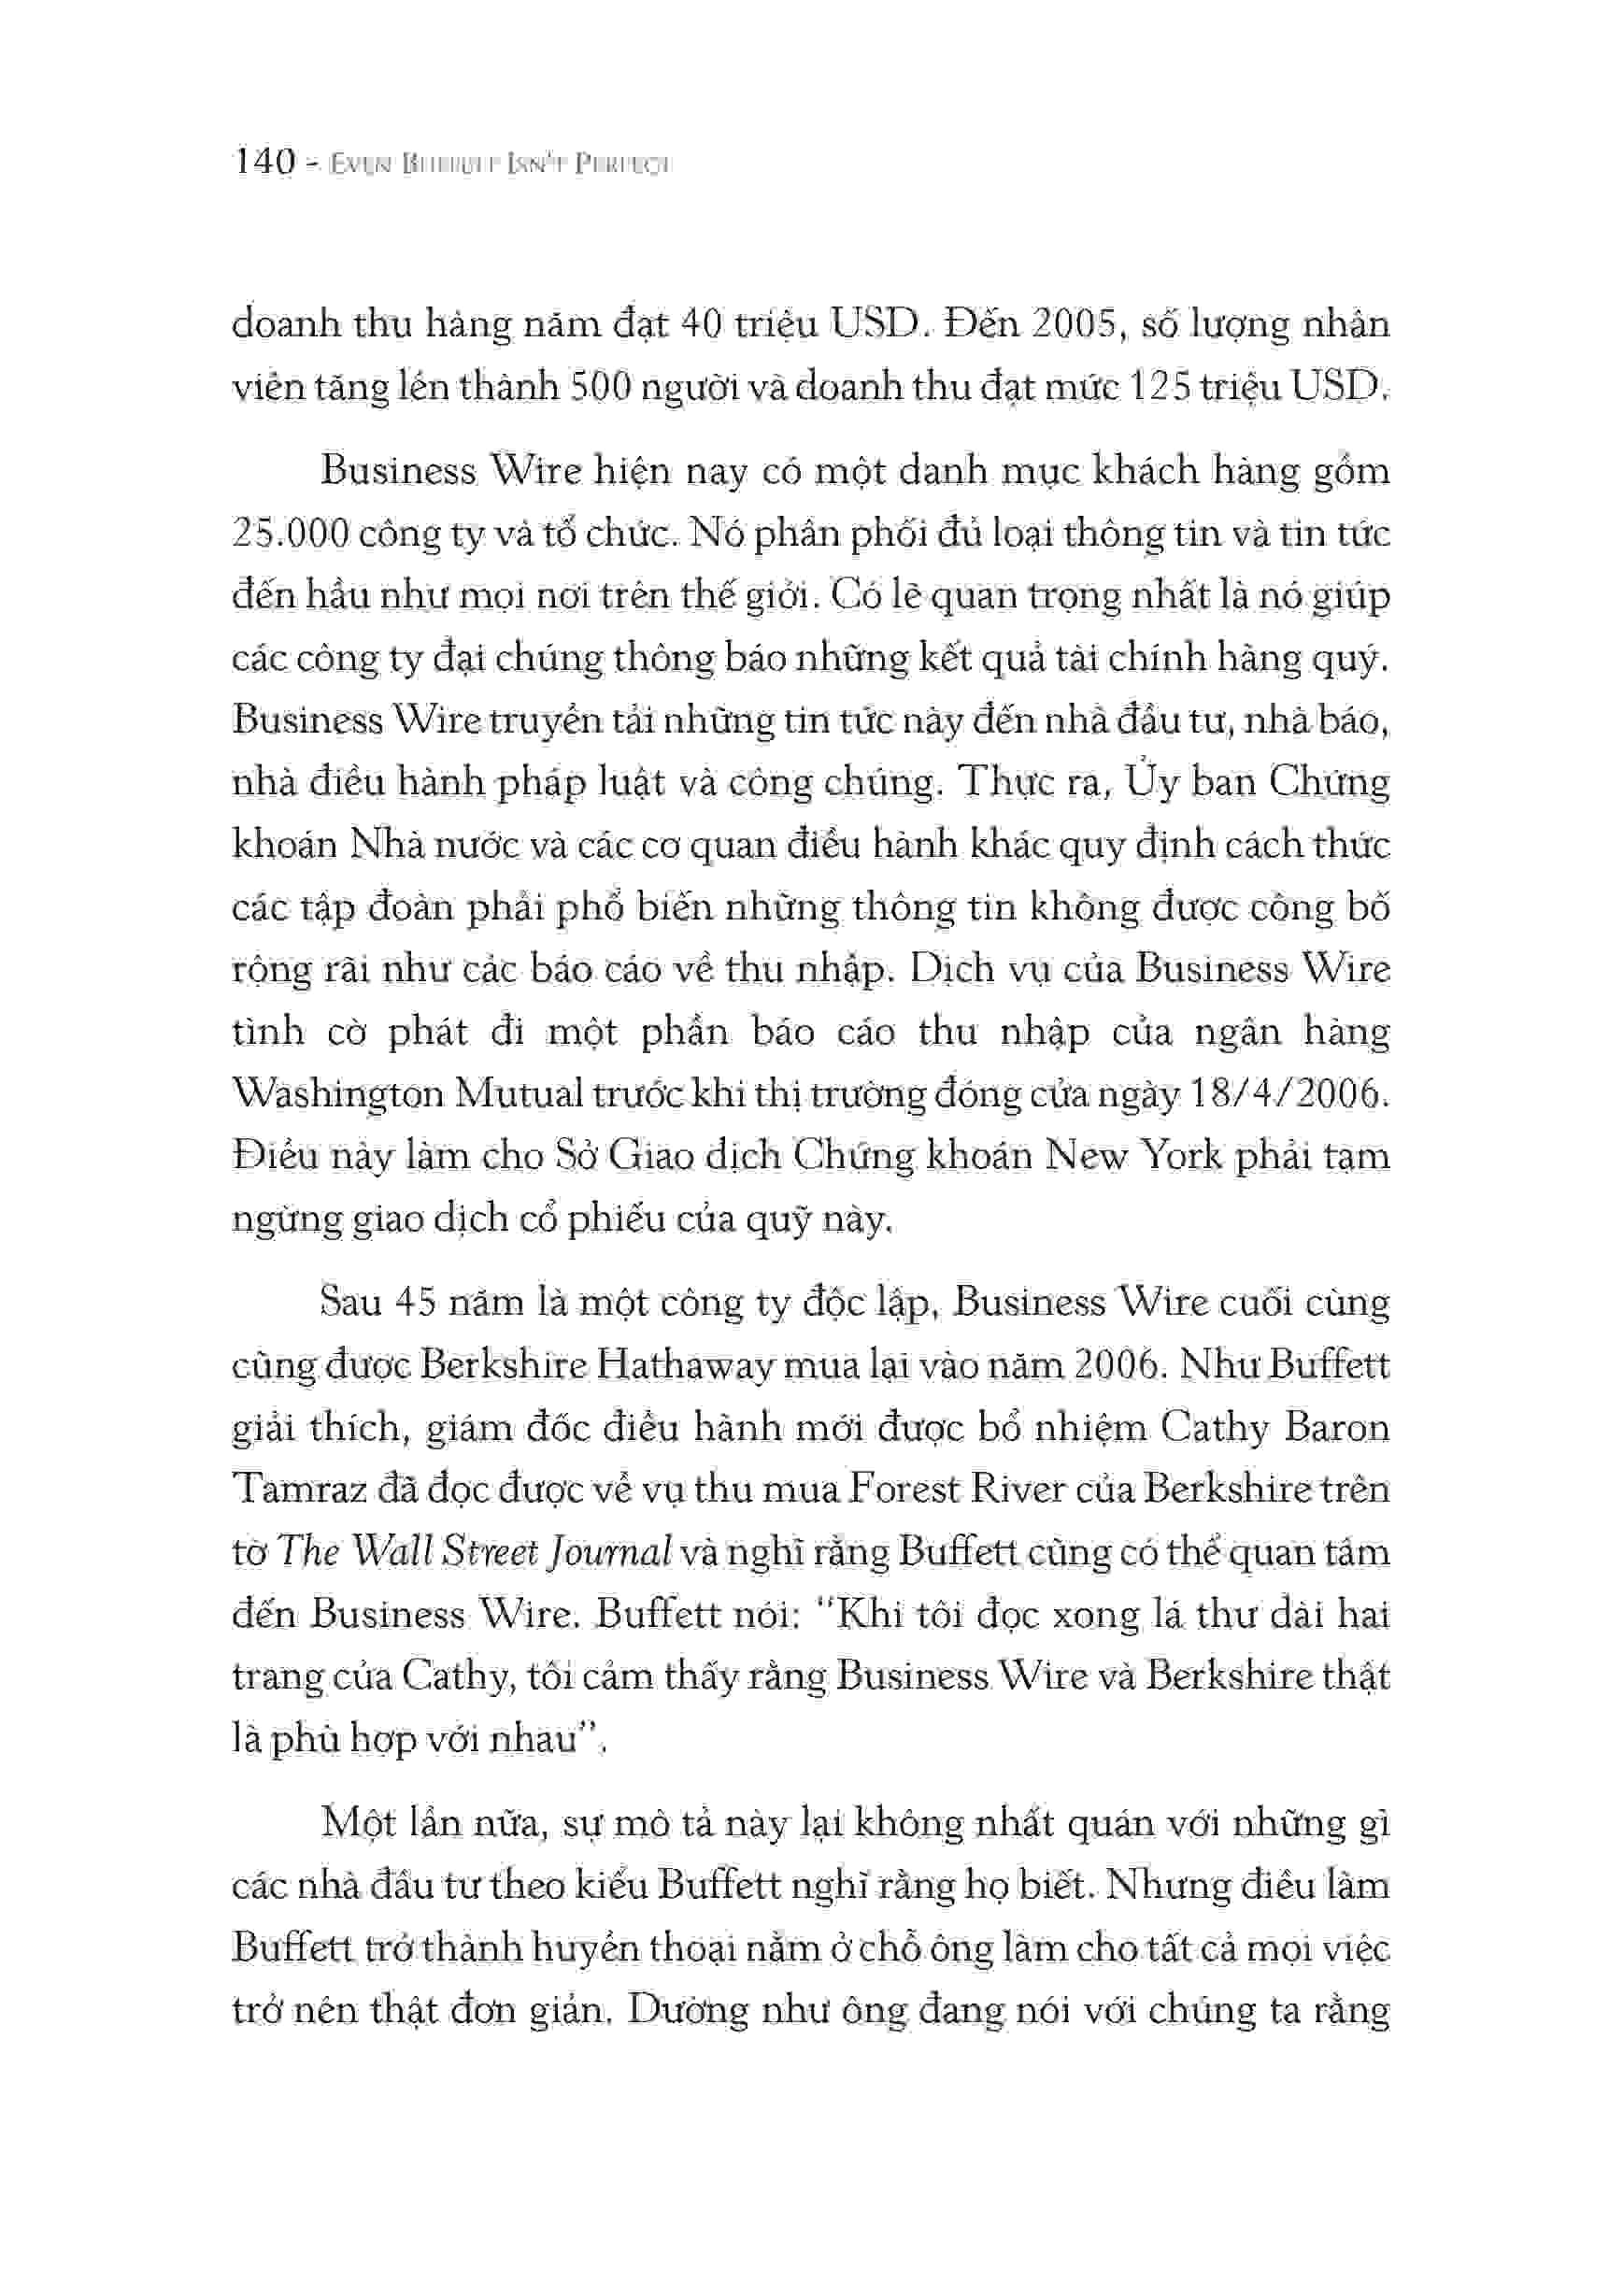 140 - EVEN BUFFETT ISN'T PERFECT
doanh thu hàng năm đạt 40 triệu USD. Đến 2005, số lượng nhân
viên tăng lên thành 500 người và doanh thu đạt mức 125 triệu USD.
Business Wire hiện nay có một danh mục khách hàng gồm
25.000 công ty và tổ chức. Nó phân phối đủ loại thông tin và tin tức
đến hầu như mọi nơi trên thế giới. Có lẽ quan trọng nhất là nó giúp
các công ty đại chúng thông báo những kết quả tài chính hàng quý.
Business Wire truyền tải những tin tức này đến nhà đầu tư, nhà báo,
nhà điều hành pháp luật và công chúng. Thực ra, Ủy ban Chứng
khoán Nhà nước và các cơ quan điều hành khác quy định cách thức
các tập đoàn phải phổ biến những thông tin không được công bố
rộng rãi như các báo cáo về thu nhập. Dịch vụ của Business Wire
tình cờ phát đi một phần báo cáo thu nhập của ngân hàng
Washington Mutual trước khi thị trường đóng cửa ngày 18/4/2006.
Điều này làm cho Sở Giao dịch Chứng khoán New York phải tạm
ngừng giao dịch cổ phiếu của quỹ này.
Sau 45 năm là một công ty độc lập, Business Wire cuối cùng
cũng được Berkshire Hathaway mua lại vào năm 2006. Như Buffett
giải thích, giám đốc điều hành mới được bổ nhiệm Cathy Baron
Tamraz đã đọc được về vụ thu mua Forest River của Berkshire trên
tờ The Wall Street Journal và nghĩ rằng Buffett cũng có thể quan tâm
đến Business Wire. Buffett nói: "Khi tôi đọc xong lá thư dài hai
trang của Cathy, tôi cảm thấy rằng Business Wire và Berkshire thật
là phù hợp với nhau".
Một lần nữa, sự mô tả này lại không nhất quán với những gì
các nhà đầu tư theo kiểu Buffett nghĩ rằng họ biết. Nhưng điều làm
Buffett trở thành huyền thoại nằm ở chỗ ông làm cho tất cả mọi việc
trở nên thật đơn giản. Dường như ông đang nói với chúng ta rằng